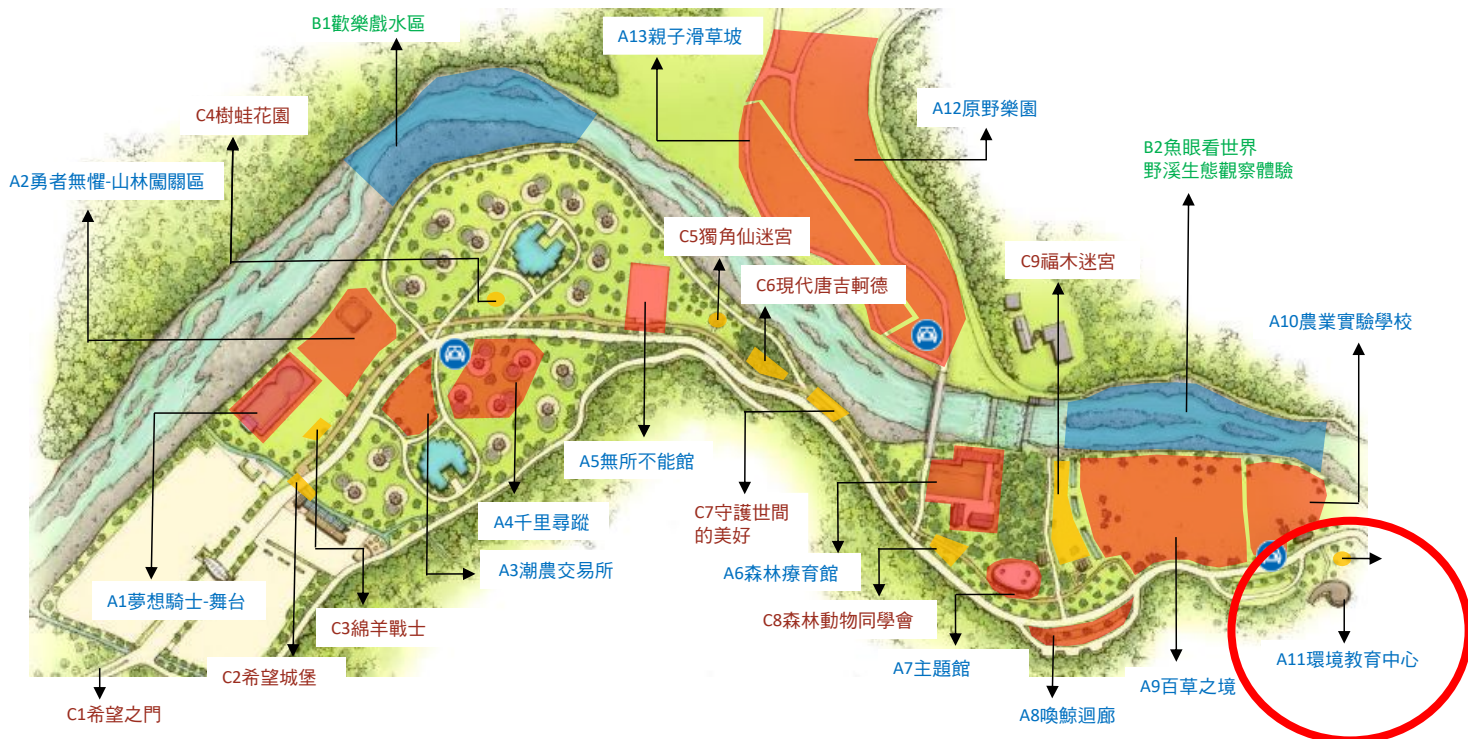 B1歡樂戲水區
A13親子滑草坡
C4樹蛙花園
A12原野樂園
B2魚眼看世界
野溪生態觀察體驗
A2勇者無懼-山林闖關區
C5獨角仙迷宮
C9福木迷宮
C6現代唐吉軻德
A10農業實驗學校
A5無所不能館
A4千里尋蹤
C7守護世間
的美好
A3潮農交易所
A6森林療育館
A1夢想騎士-舞台
C3綿羊戰士
C8森林動物同學會
A11環境教育中心
C2希望城堡
A7主題館
A9百草之境
C1希望之門
A8喚鯨迴廊